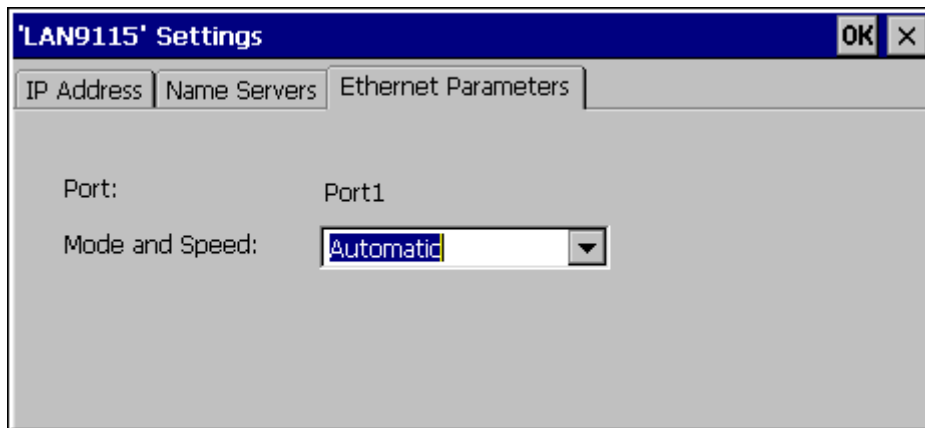 'LAN9115' Settings OK ×
IP Address Name Servers Ethernet Parameters
Port: Port1
Mode and Speed: Automatic